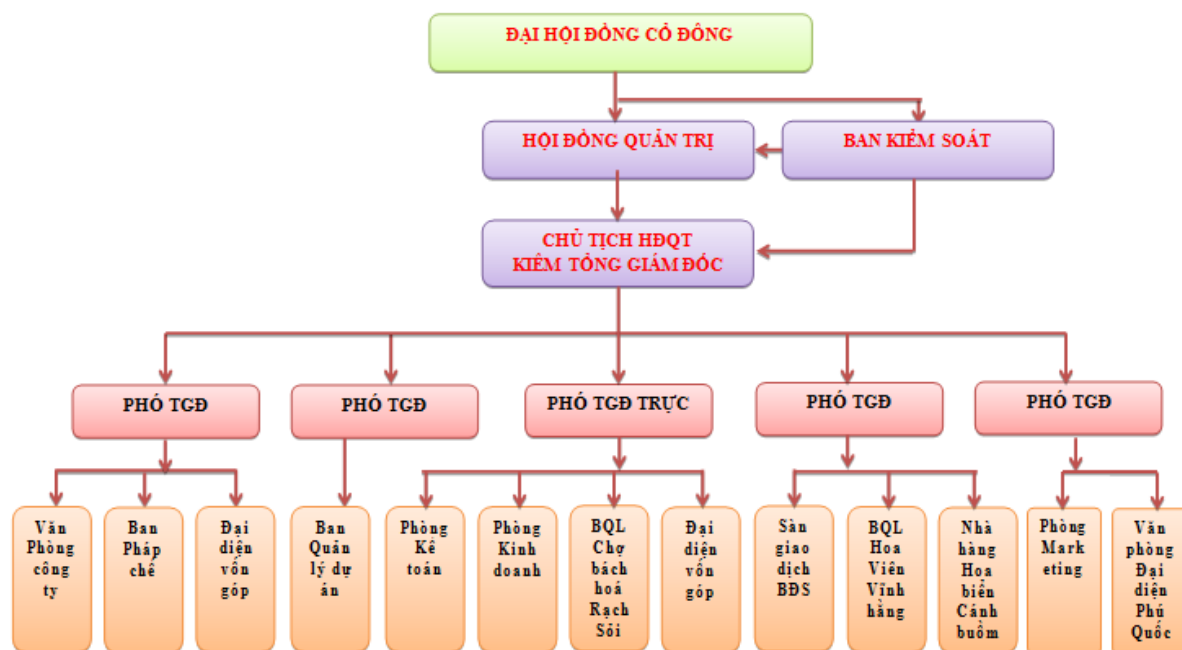 ĐẠI HỘI ĐỒNG CỔ ĐÔNG
HỘI ĐỒNG QUẢN TRỊ
BAN KIỂM SOÁT
CHỦ TỊCH HĐQT
KIÊM TỔNG GIÁM ĐỐC
PHÓ TGĐ
PHÓ TGĐ
PHÓ TGĐ TRỰC
PHÓ TGĐ
PHÓ TGĐ
Văn
Phòng
công
ty
Ban
Pháp
chế
Đại
diện
vốn
góp
Ban
Quản
lý dự
án
Phòng
Kế
toán
Phòng
Kinh
doanh
BQL
Chợ
bách
hoá
Rạch
Sỏi
Đại
diện
vốn
góp
Sàn
giao
dịch
BĐS
BQL
Hoa
Viên
Vĩnh
hằng
Nhà
hàng
Hoa
biển
Cánh
buồm
Phòng
Mark
eting
Văn
phòng
Đại
diện
Phú
Quốc